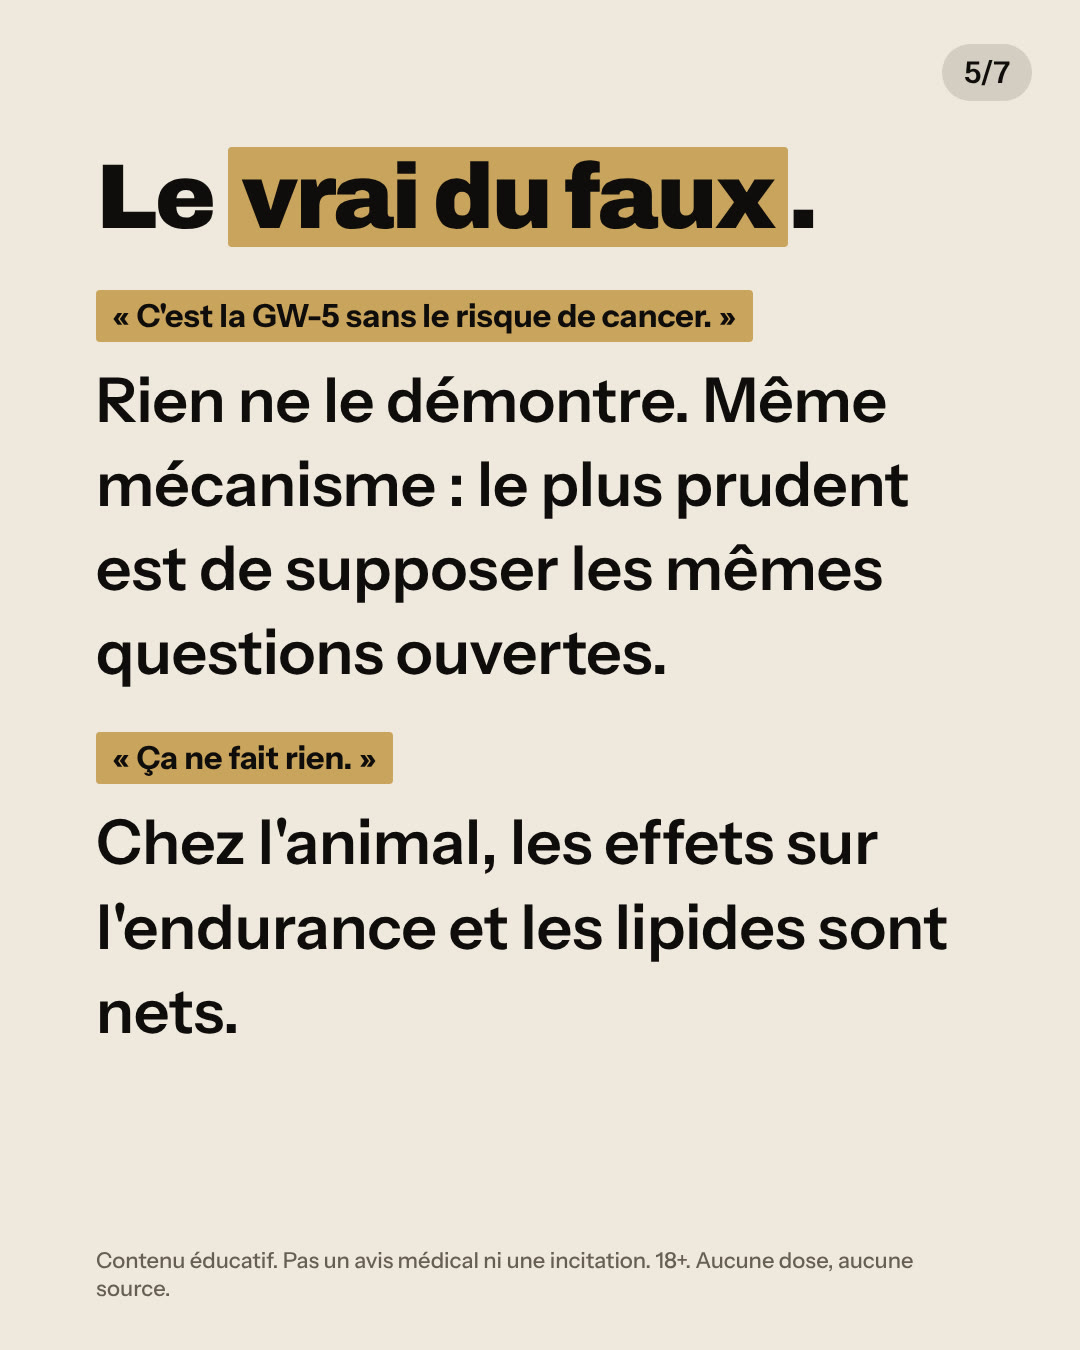 5/7
Le vrai du faux.
« C'est la GW-5 sans le risque de cancer. »
Rien ne le démontre. Même
mécanisme : le plus prudent
est de supposer les mêmes
questions ouvertes.
« Ça ne fait rien. »
Chez l'animal, les effets sur
l'endurance et les lipides sont
nets.
Contenu éducatif. Pas un avis médical ni une incitation. 18+. Aucune dose, aucune
source.